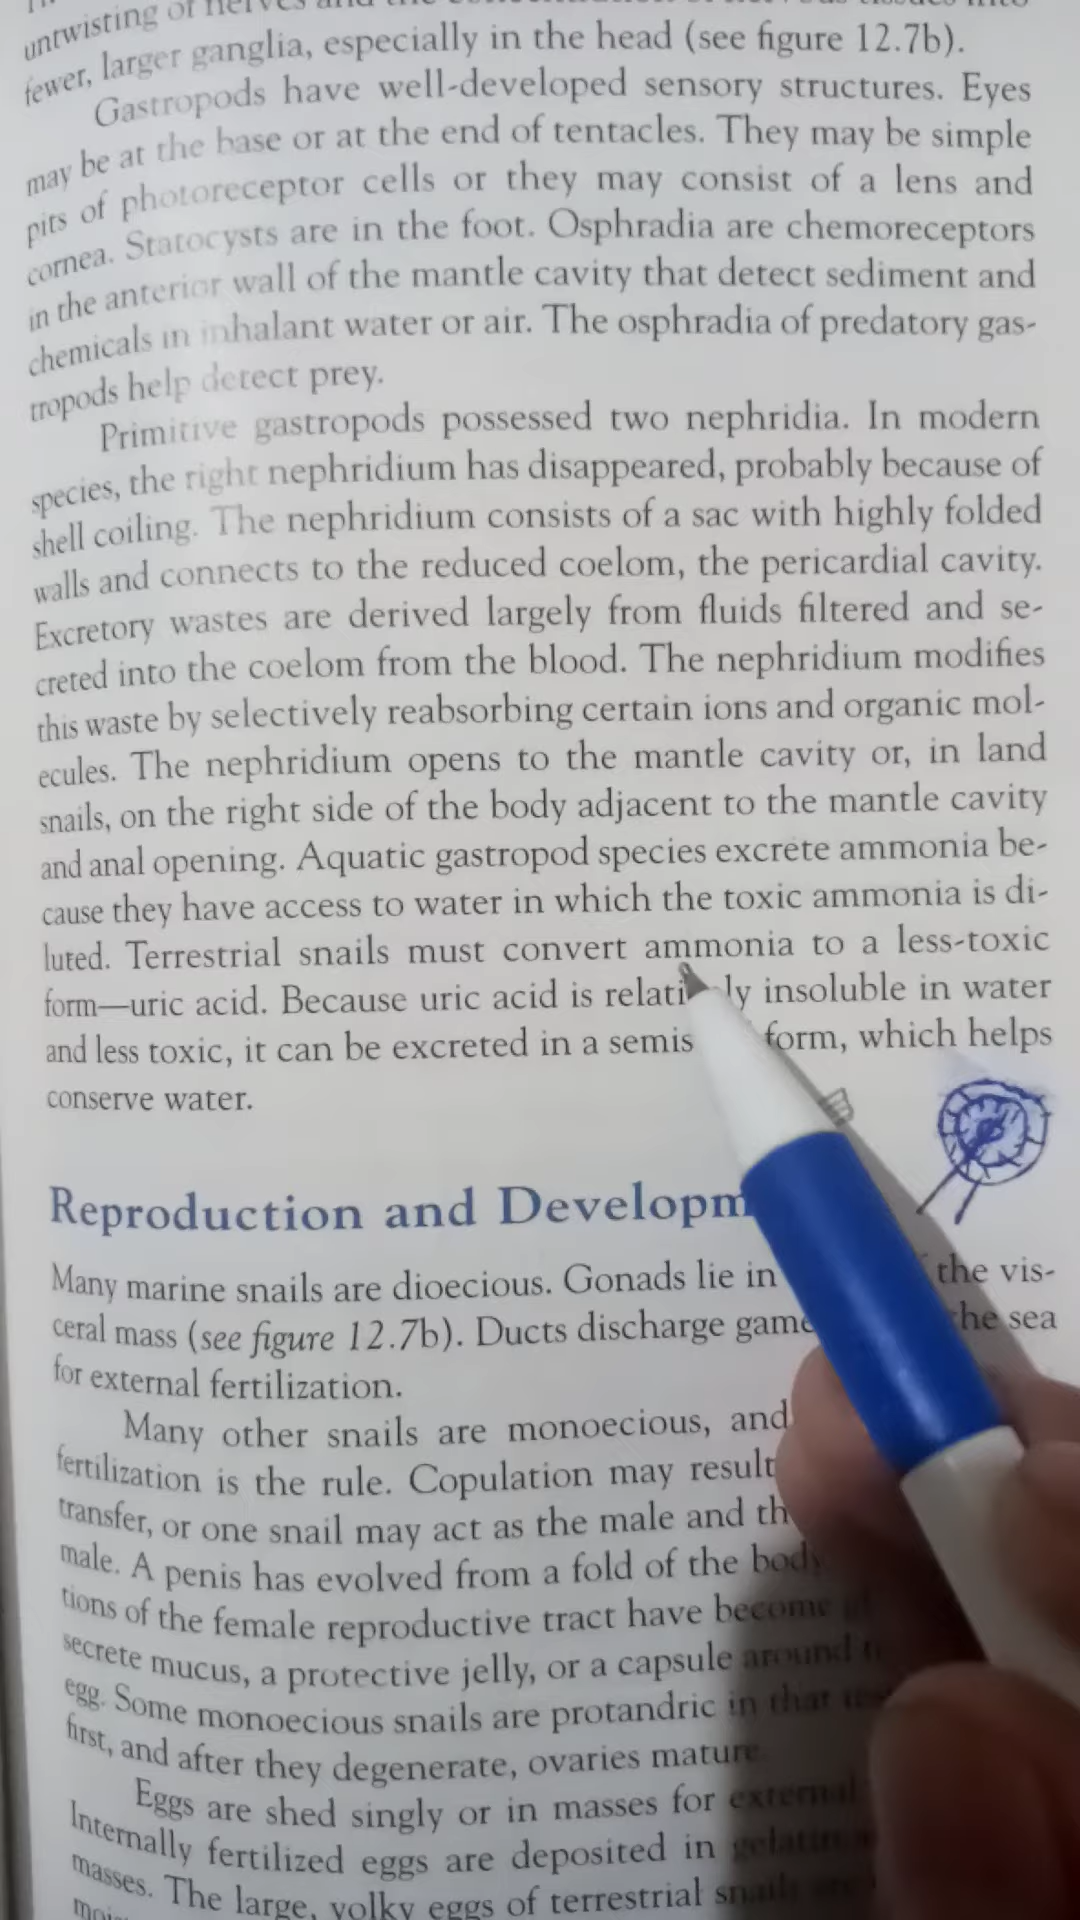 untwisting of nerves and the
fewer, larger ganglia, especially in the head (see figure 12.7b).
Gastropods have well-developed sensory structures. Eyes
may be at the base or at the end of tentacles. They may be simple
pits of photoreceptor cells or they may consist of a lens and
cornea. Statocysts are in the foot. Osphradia are chemoreceptors
in the anterior wall of the mantle cavity that detect sediment and
chemicals in inhalant water or air. The osphradia of predatory gas-
tropods help detect prey.
Primitive gastropods possessed two nephridia. In modern
species, the right nephridium has disappeared, probably because of
shell coiling. The nephridium consists of a sac with highly folded
walls and connects to the reduced coelom, the pericardial cavity.
Excretory wastes are derived largely from fluids filtered and se-
creted into the coelom from the blood. The nephridium modifies
this waste by selectively reabsorbing certain ions and organic mol-
ecules. The nephridium opens to the mantle cavity or, in land
snails, on the right side of the body adjacent to the mantle cavity
and anal opening. Aquatic gastropod species excrete ammonia be-
cause they have access to water in which the toxic ammonia is di-
luted. Terrestrial snails must convert ammonia to a less-toxic
form—uric acid. Because uric acid is relati ly insoluble in water
and less toxic, it can be excreted in a semis form, which helps
conserve water.
Reproduction and Developm
Many marine snails are dioecious. Gonads lie in the vis-
ceral mass (see figure 12.7b). Ducts discharge game he sea
for external fertilization.
Many other snails are monoecious, and
fertilization is the rule. Copulation may result
transfer, or one snail may act as the male and th
male. A penis has evolved from a fold of the body
tions of the female reproductive tract have become
secrete mucus, a protective jelly, or a capsule around
egg. Some monoecious snails are protandric in that
first, and after they degenerate, ovaries mature.
Eggs are shed singly or in masses for external
Internally fertilized eggs are deposited in
masses. The large, yolky eggs of terrestrial